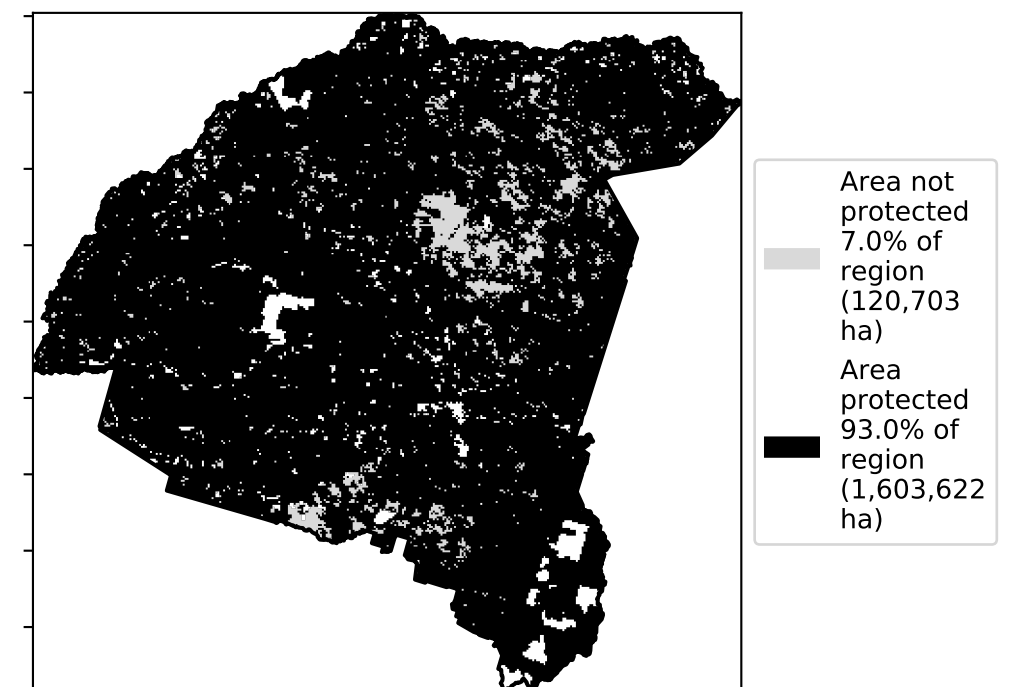 Area not
protected
7.0% of
region
(120,703
ha)
Area
protected
93.0% of
region
(1,603,622
ha)